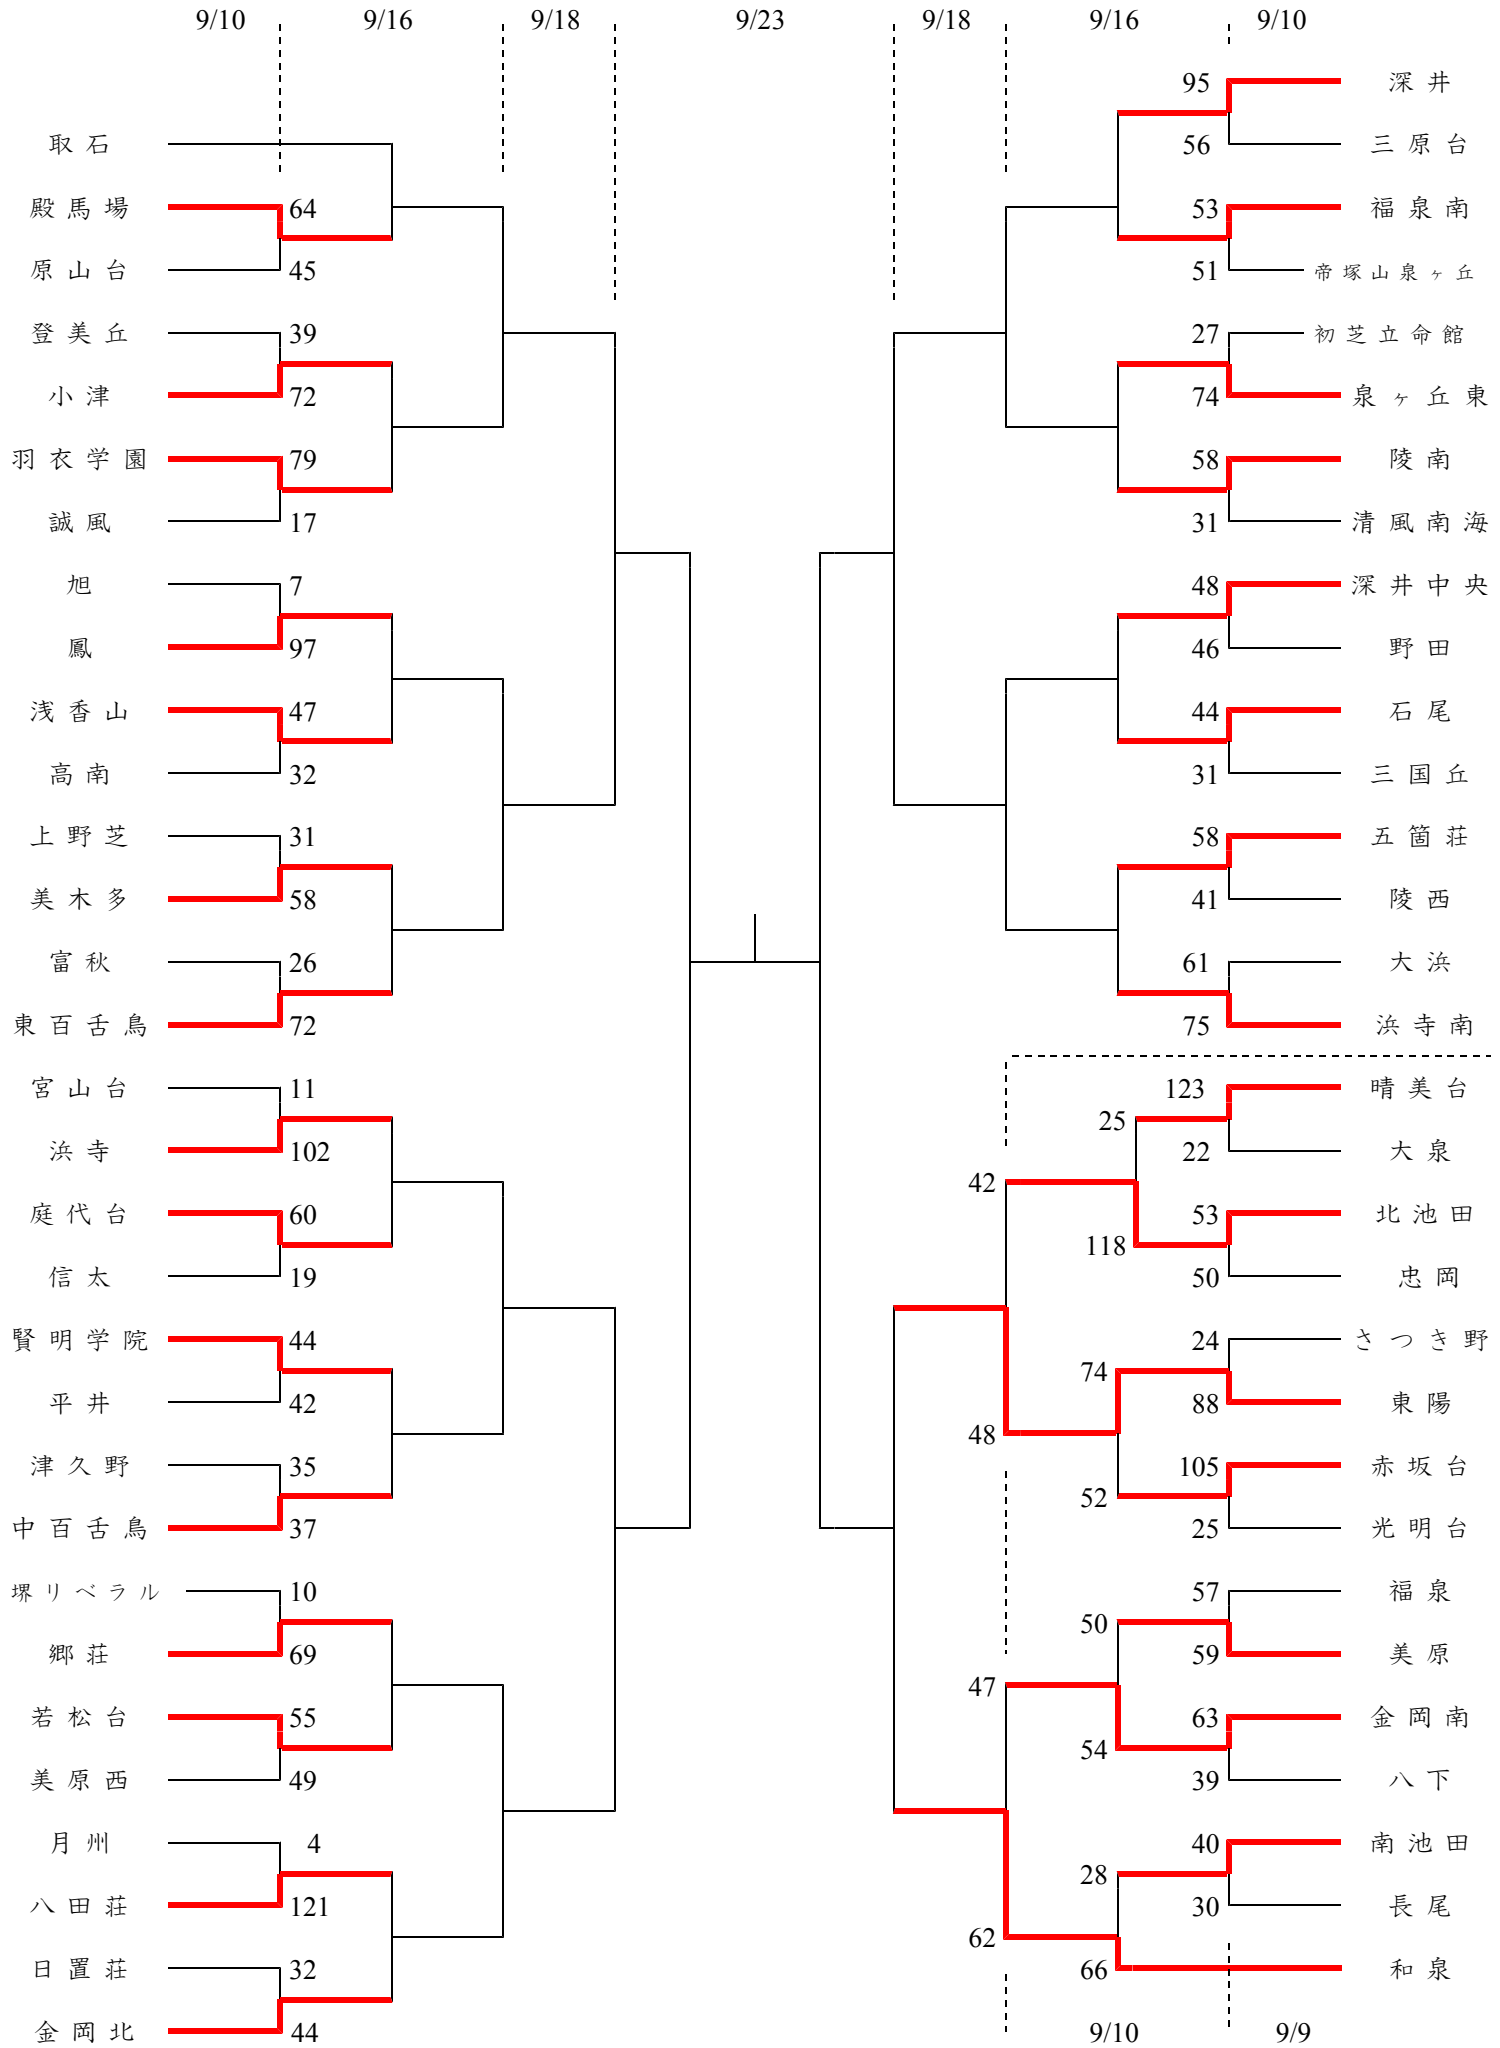 9/10 9/16 9/18 9/23 9/18 9/16 9/10
取石
殿馬場 64
原山台 45
登美丘 39
小津 72
羽衣学園 79
誠風 17
旭 7
鳳 97
浅香山 47
高南 32
上野芝 31
美木多 58
富秋 26
東百舌鳥 72
宮山台 11
浜寺 102
庭代台 60
信太 19
賢明学院 44
平井 42
津久野 35
中百舌鳥 37
堺リベラル 10
郷荘 69
若松台 55
美原西 49
月州 4
八田荘 121
日置荘 32
金岡北 44
95 深井
56 三原台
53 福泉南
51 帝塚山泉ヶ丘
27 初芝立命館
74 泉ヶ丘東
58 陵南
31 清風南海
48 深井中央
46 野田
44 石尾
31 三国丘
58 五箇荘
41 陵西
61 大浜
75 浜寺南
123 晴美台
25
22 大泉
42
53 北池田
118
50 忠岡
24 さつき野
74
88 東陽
48
105 赤坂台
52
25 光明台
57 福泉
50
59 美原
47
63 金岡南
54
39 八下
40 南池田
28
30 長尾
62
66 和泉
9/10 9/9